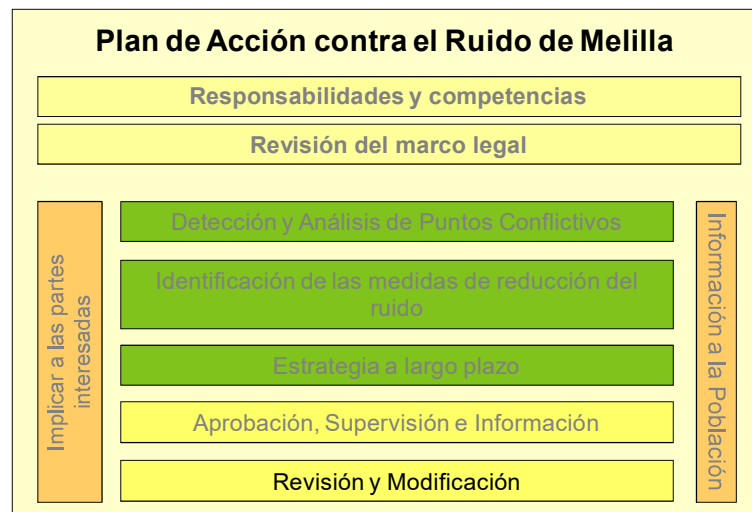 Plan de Acción contra el Ruido de Melilla
Responsabilidades y competencias
Revisión del marco legal
Implicar a las partes
interesadas
Detección y Análisis de Puntos Conflictivos
Identificación de las medidas de reducción del
ruido
Estrategia a largo plazo
Aprobación, Supervisión e Información
Revisión y Modificación
Información a la Población